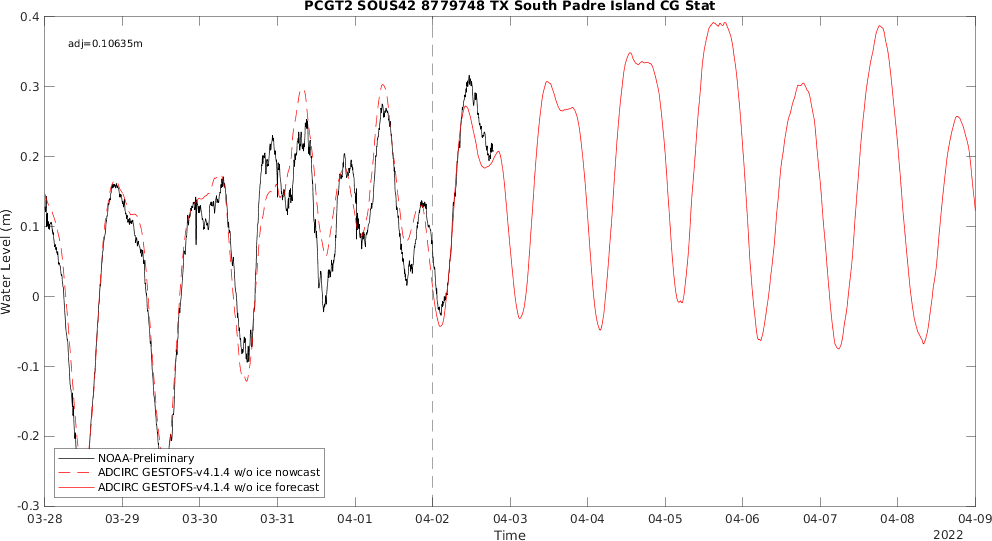 PCGT2 SOUS42 8779748 TX South Padre Island CG Stat
adj=0.10635m
0.4
0.3
0.2
0.1
0
-0.1
-0.2
-0.3
Water Level (m)
NOAA-Preliminary
ADCIRC GESTOFS-v4.1.4 w/o ice nowcast
ADCIRC GESTOFS-v4.1.4 w/o ice forecast
03-28 03-29 03-30 03-31 04-01 04-02 04-03 04-04 04-05 04-06 04-07 04-08 04-09
Time
2022